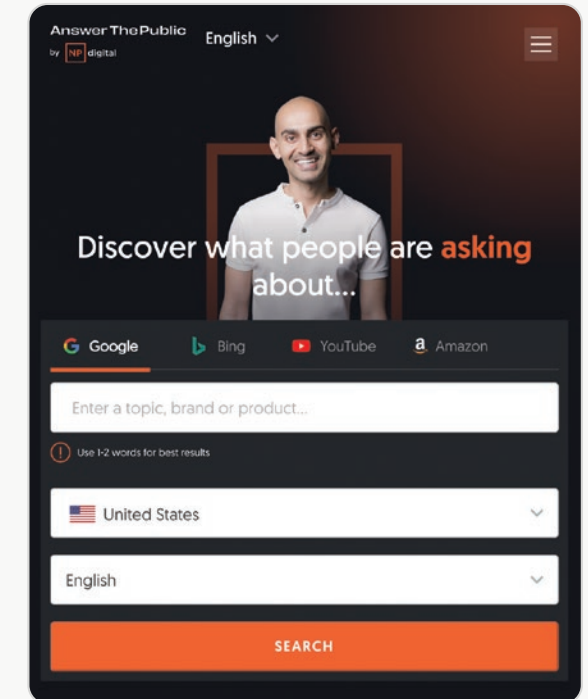 AnswerThePublic
by NP digital
English
Discover what people are asking
about...
Google Bing YouTube Amazon
Enter a topic, brand or product...
Use 1-2 words for best results
United States
English
SEARCH